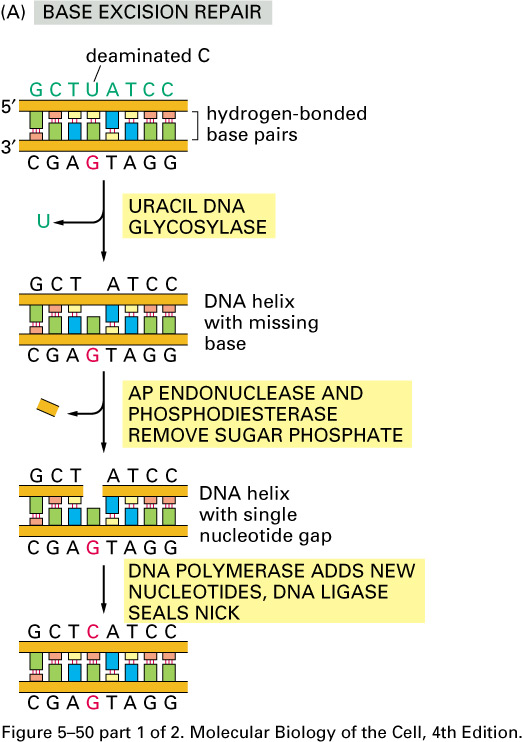 (A) BASE EXCISION REPAIR
deaminated C
G C T U A T C C
5′
hydrogen-bonded
base pairs
3′
C G A G T A G G
U
URACIL DNA
GLYCOSYLASE
G C T A T C C
DNA helix
with missing
base
C G A G T A G G
AP ENDONUCLEASE AND
PHOSPHODIESTERASE
REMOVE SUGAR PHOSPHATE
G C T A T C C
DNA helix
with single
nucleotide gap
C G A G T A G G
DNA POLYMERASE ADDS NEW
NUCLEOTIDES, DNA LIGASE
SEALS NICK
G C T C A T C C
C G A G T A G G
Figure 5–50 part 1 of 2. Molecular Biology of the Cell, 4th Edition.